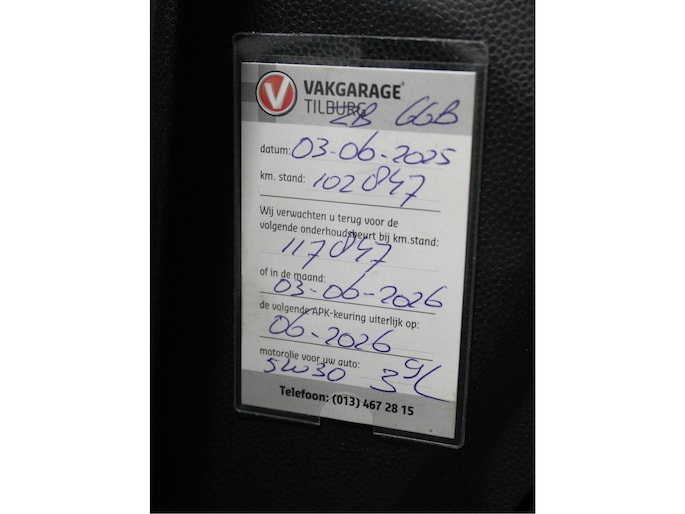 V VAKGARAGE®
TILBURG
GGB
datum: 03-06-2025
km. stand: 102847
Wij verwachten u terug voor de
volgende onderhoudsbeurt bij km.stand:
117847
of in de maand:
03-06-2026
de volgende APK-keuring uiterlijk op:
06-2026
motorolie voor uw auto:
5W30
Telefoon: (013) 467 28 15